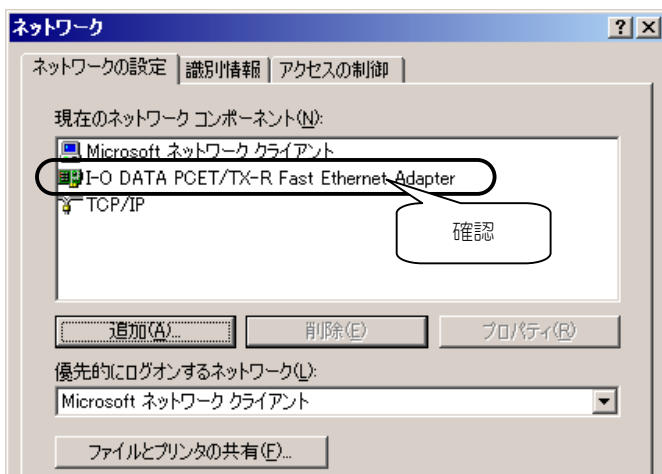 ネットワーク
ネットワークの設定 識別情報 アクセスの制御
現在のネットワーク コンポーネント(N):
Microsoft ネットワーク クライアント
I-O DATA PCET/TX-R Fast Ethernet Adapter
TCP/IP
確認
追加(A)... 削除(E) プロパティ(R)
優先的にログオンするネットワーク(L):
Microsoft ネットワーク クライアント
ファイルとプリンタの共有(F)...